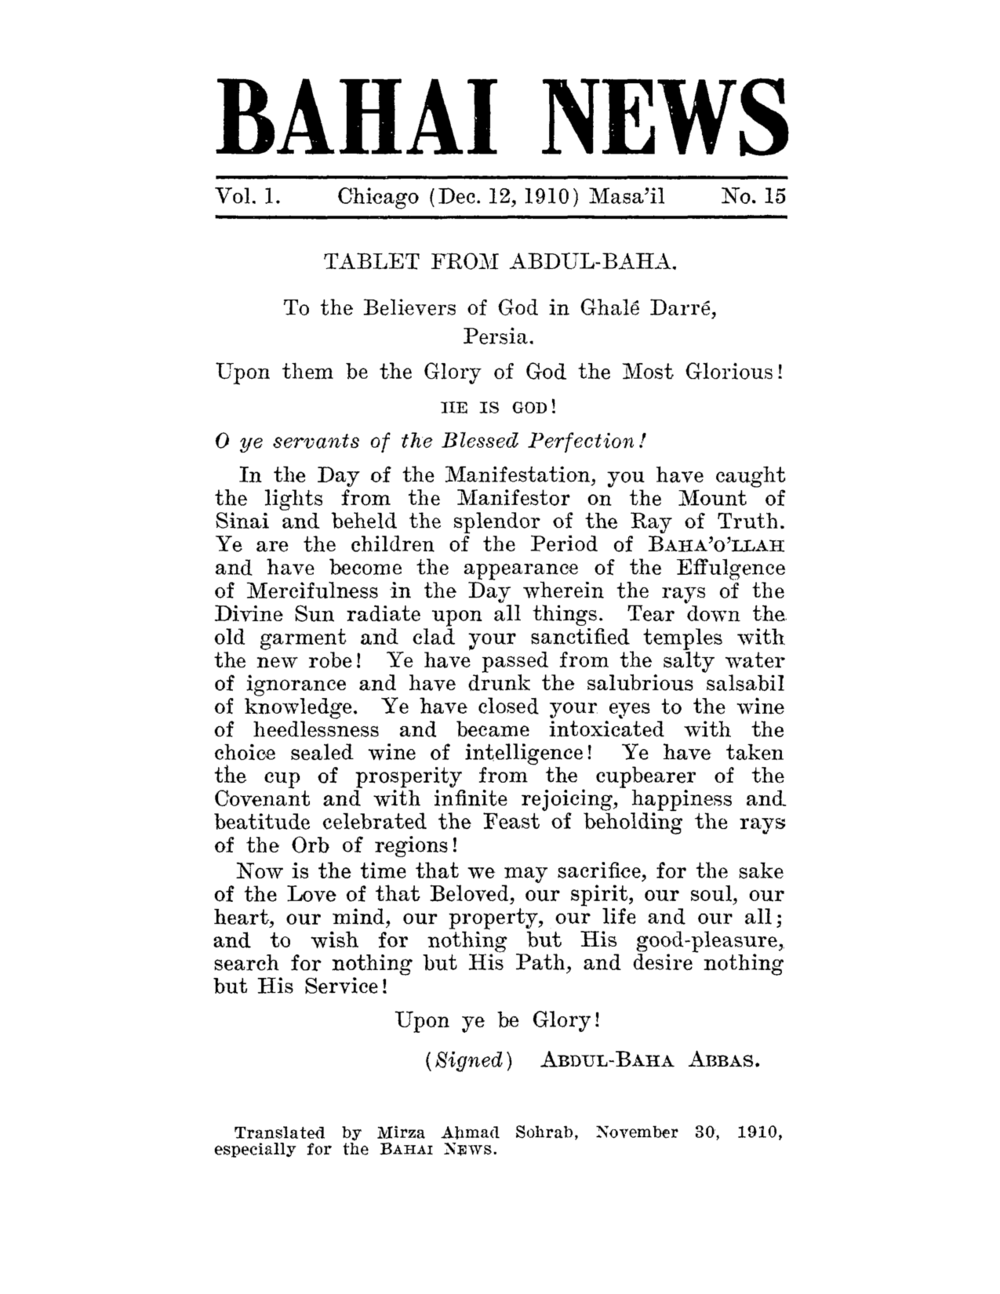 BAHAI NEWS
Vol. 1. Chicago (Dec. 12, 1910) Masa'il No. 15
TABLET FROM ABDUL-BAHA.
To the Believers of God in Ghalé Darré,
Persia.
Upon them be the Glory of God the Most Glorious!
HE IS GOD!
O ye servants of the Blessed Perfection!
In the Day of the Manifestation, you have caught
the lights from the Manifestor on the Mount of
Sinai and beheld the splendor of the Ray of Truth.
Ye are the children of the Period of BAHA'O'LLAH
and have become the appearance of the Effulgence
of Mercifulness in the Day wherein the rays of the
Divine Sun radiate upon all things. Tear down the
old garment and clad your sanctified temples with
the new robe! Ye have passed from the salty water
of ignorance and have drunk the salubrious salsabil
of knowledge. Ye have closed your eyes to the wine
of heedlessness and became intoxicated with the
choice sealed wine of intelligence! Ye have taken
the cup of prosperity from the cupbearer of the
Covenant and with infinite rejoicing, happiness and
beatitude celebrated the Feast of beholding the rays
of the Orb of regions!
Now is the time that we may sacrifice, for the sake
of the Love of that Beloved, our spirit, our soul, our
heart, our mind, our property, our life and our all;
and to wish for nothing but His good-pleasure,
search for nothing but His Path, and desire nothing
but His Service!
Upon ye be Glory!
(Signed) ABDUL-BAHA ABBAS.
Translated by Mirza Ahmad Sohrab, November 30, 1910,
especially for the BAHAI NEWS.